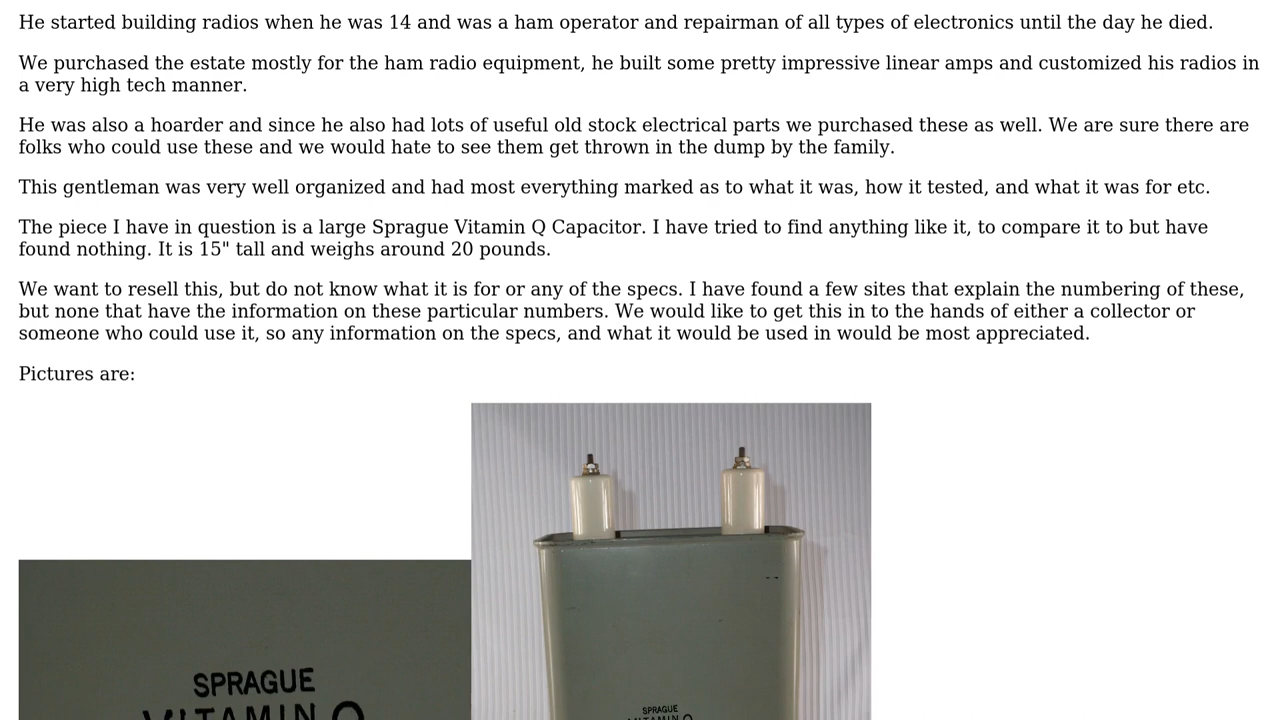 He started building radios when he was 14 and was a ham operator and repairman of all types of electronics until the day he died.
We purchased the estate mostly for the ham radio equipment, he built some pretty impressive linear amps and customized his radios in
a very high tech manner.
He was also a hoarder and since he also had lots of useful old stock electrical parts we purchased these as well. We are sure there are
folks who could use these and we would hate to see them get thrown in the dump by the family.
This gentleman was very well organized and had most everything marked as to what it was, how it tested, and what it was for etc.
The piece I have in question is a large Sprague Vitamin Q Capacitor. I have tried to find anything like it, to compare it to but have
found nothing. It is 15" tall and weighs around 20 pounds.
We want to resell this, but do not know what it is for or any of the specs. I have found a few sites that explain the numbering of these,
but none that have the information on these particular numbers. We would like to get this in to the hands of either a collector or
someone who could use it, so any information on the specs, and what it would be used in would be most appreciated.
Pictures are:
SPRAGUE
VITAMIN Q
SPRAGUE
VITAMIN Q